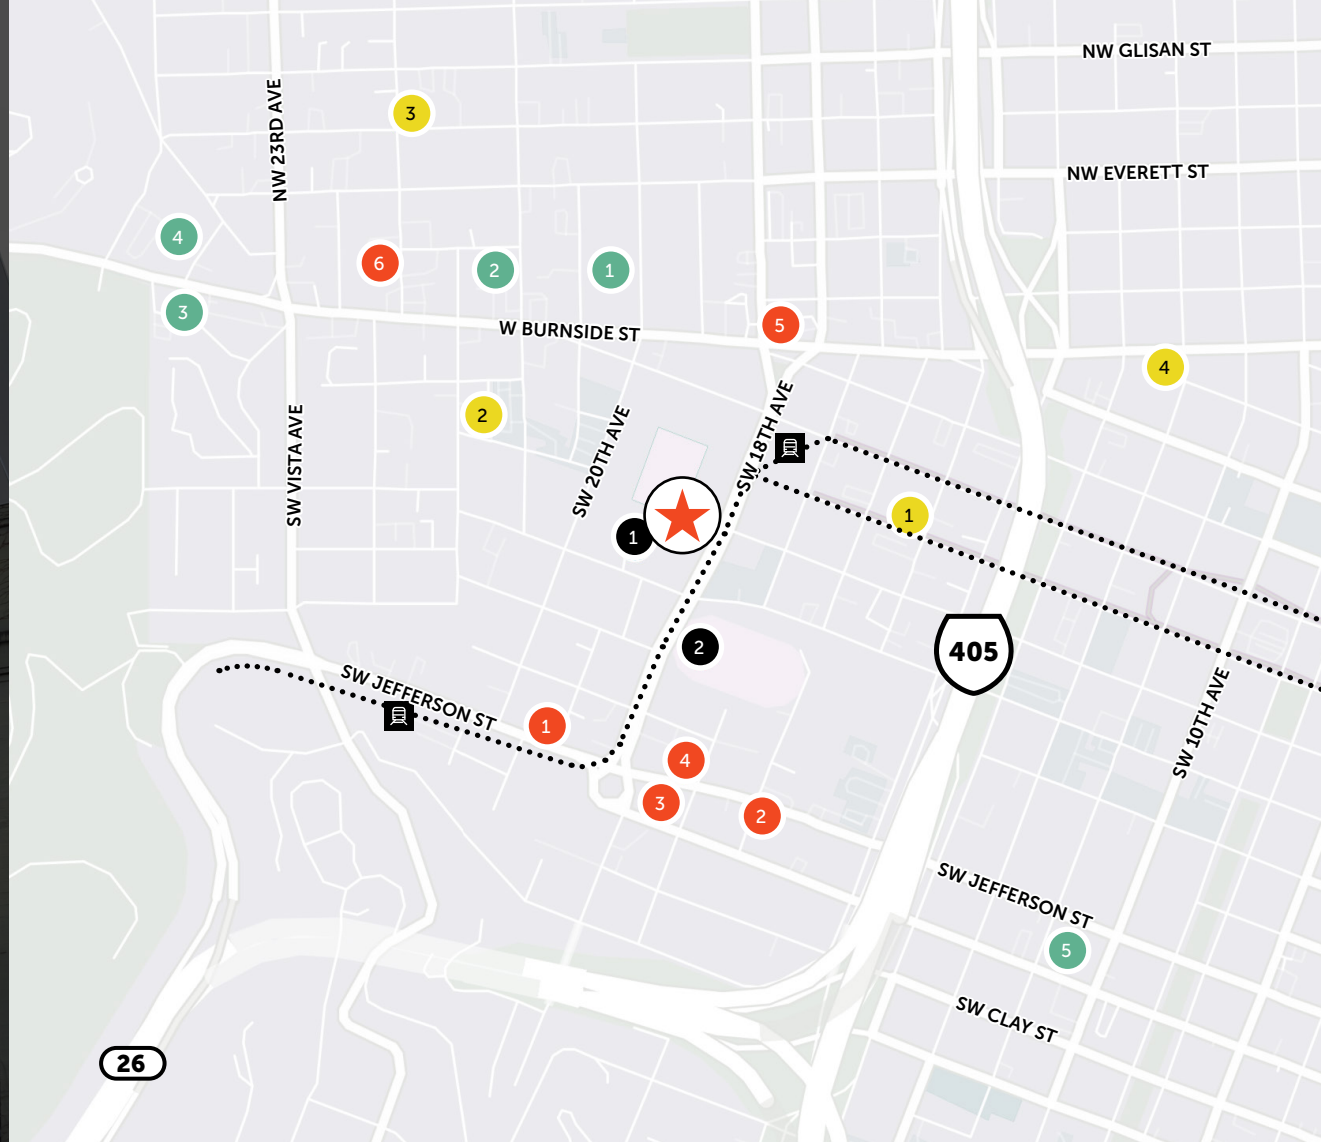 NW GLISAN ST
NW 23RD AVE
3
NW EVERETT ST
4
6
2
1
3
5
W BURNSIDE ST
4
2
SW 18TH AVE
SW 20TH AVE
SW VISTA AVE
1
1
405
2
SW JEFFERSON ST
SW 10TH AVE
1
4
3
2
SW JEFFERSON ST
5
SW CLAY ST
26